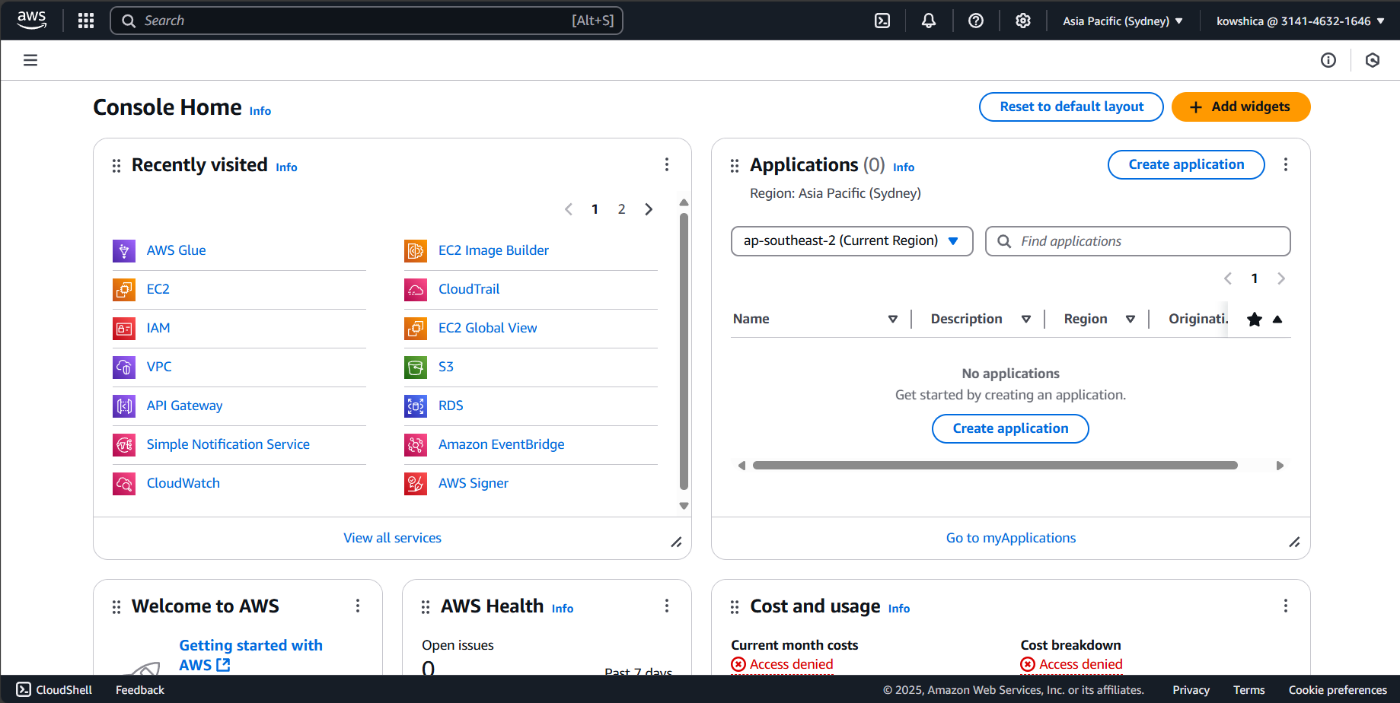 aws
Search [Alt+S]
Asia Pacific (Sydney)
kowshica @ 3141-4632-1646
Console Home Info
Reset to default layout
Add widgets
Recently visited Info
1 2
AWS Glue
EC2
IAM
VPC
API Gateway
Simple Notification Service
CloudWatch
EC2 Image Builder
CloudTrail
EC2 Global View
S3
RDS
Amazon EventBridge
AWS Signer
View all services
Applications (0) Info
Create application
Region: Asia Pacific (Sydney)
ap-southeast-2 (Current Region)
Find applications
1
Name Description Region Originati.
No applications
Get started by creating an application.
Create application
Go to myApplications
Welcome to AWS
Getting started with
AWS
AWS Health Info
Open issues
0
Past 7 days
Cost and usage Info
Current month costs
Access denied
Cost breakdown
Access denied
CloudShell Feedback
© 2025, Amazon Web Services, Inc. or its affiliates. Privacy Terms Cookie preferences